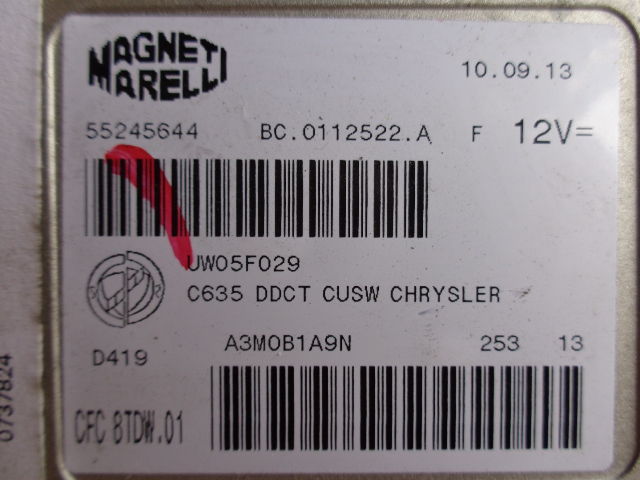 MAGNETI
MARELLI
10.09.13
55245644 BC.0112522.A F 12V=
UW05F029
C635 DDCT CUSW CHRYSLER
D419 A3M0B1A9N 253 13
CFC 8TDW.01
0737824